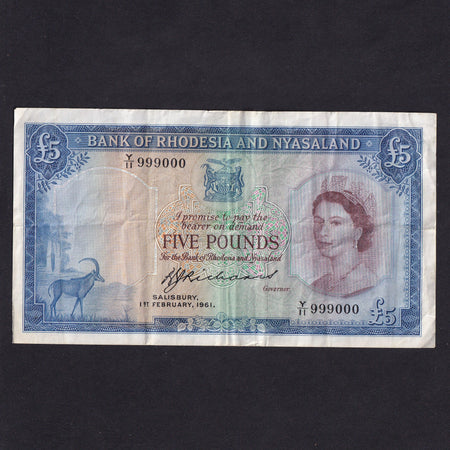 £5 BANK OF RHODESIA AND NYASALAND £5
Y/11 999000
I promise to pay the
bearer on demand
FIVE POUNDS
for the Bank of Rhodesia and Nyasaland
Governor
SALISBURY,
1ST FEBRUARY, 1961.
Y/11 999000
£5